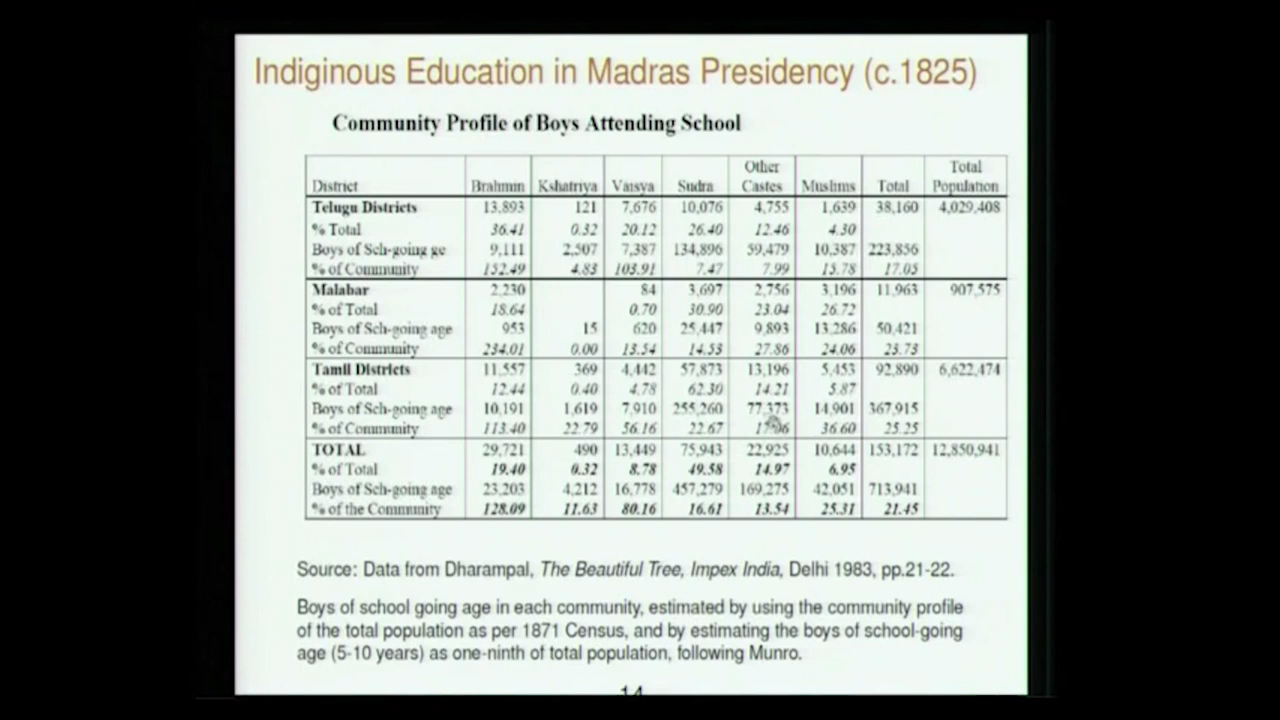 Indiginous Education in Madras Presidency (c.1825)
Community Profile of Boys Attending School
District Brahmin Kshatriya Vaisya Sudra Other Castes Muslims Total Total Population
Telugu Districts 13,893 121 7,676 10,076 4,755 1,639 38,160 4,029,408
% Total 36.41 0.32 20.12 26.40 12.46 4.30
Boys of Sch-going ge 9,111 2,507 7,387 134,896 59,479 10,387 223,856
% of Community 152.49 4.83 103.91 7.47 7.99 15.78 17.05
Malabar 2,230 84 3,697 2,756 3,196 11,963 907,575
% of Total 18.64 0.70 30.90 23.04 26.72
Boys of Sch-going age 953 15 620 25,447 9,893 13,286 50,421
% of Community 234.01 0.00 13.54 14.53 27.86 24.06 23.73
Tamil Districts 11,557 369 4,442 57,873 13,196 5,453 92,890 6,622,474
% of Total 12.44 0.40 4.78 62.30 14.21 5.87
Boys of Sch-going age 10,191 1,619 7,910 255,260 77,373 14,901 367,915
% of Community 113.40 22.79 56.16 22.67 36.60 25.25
TOTAL 29,721 490 13,449 75,943 22,925 10,644 153,172 12,850,941
% of Total 19.40 0.32 8.78 49.58 14.97 6.95
Boys of Sch-going age 23,203 4,212 16,778 457,279 169,275 42,051 713,941
% of the Community 128.09 11.63 80.16 16.61 13.54 25.31 21.45
Source: Data from Dharampal, The Beautiful Tree, Impex India, Delhi 1983, pp.21-22.
Boys of school going age in each community, estimated by using the community profile
of the total population as per 1871 Census, and by estimating the boys of school-going
age (5-10 years) as one-ninth of total population, following Munro.
14